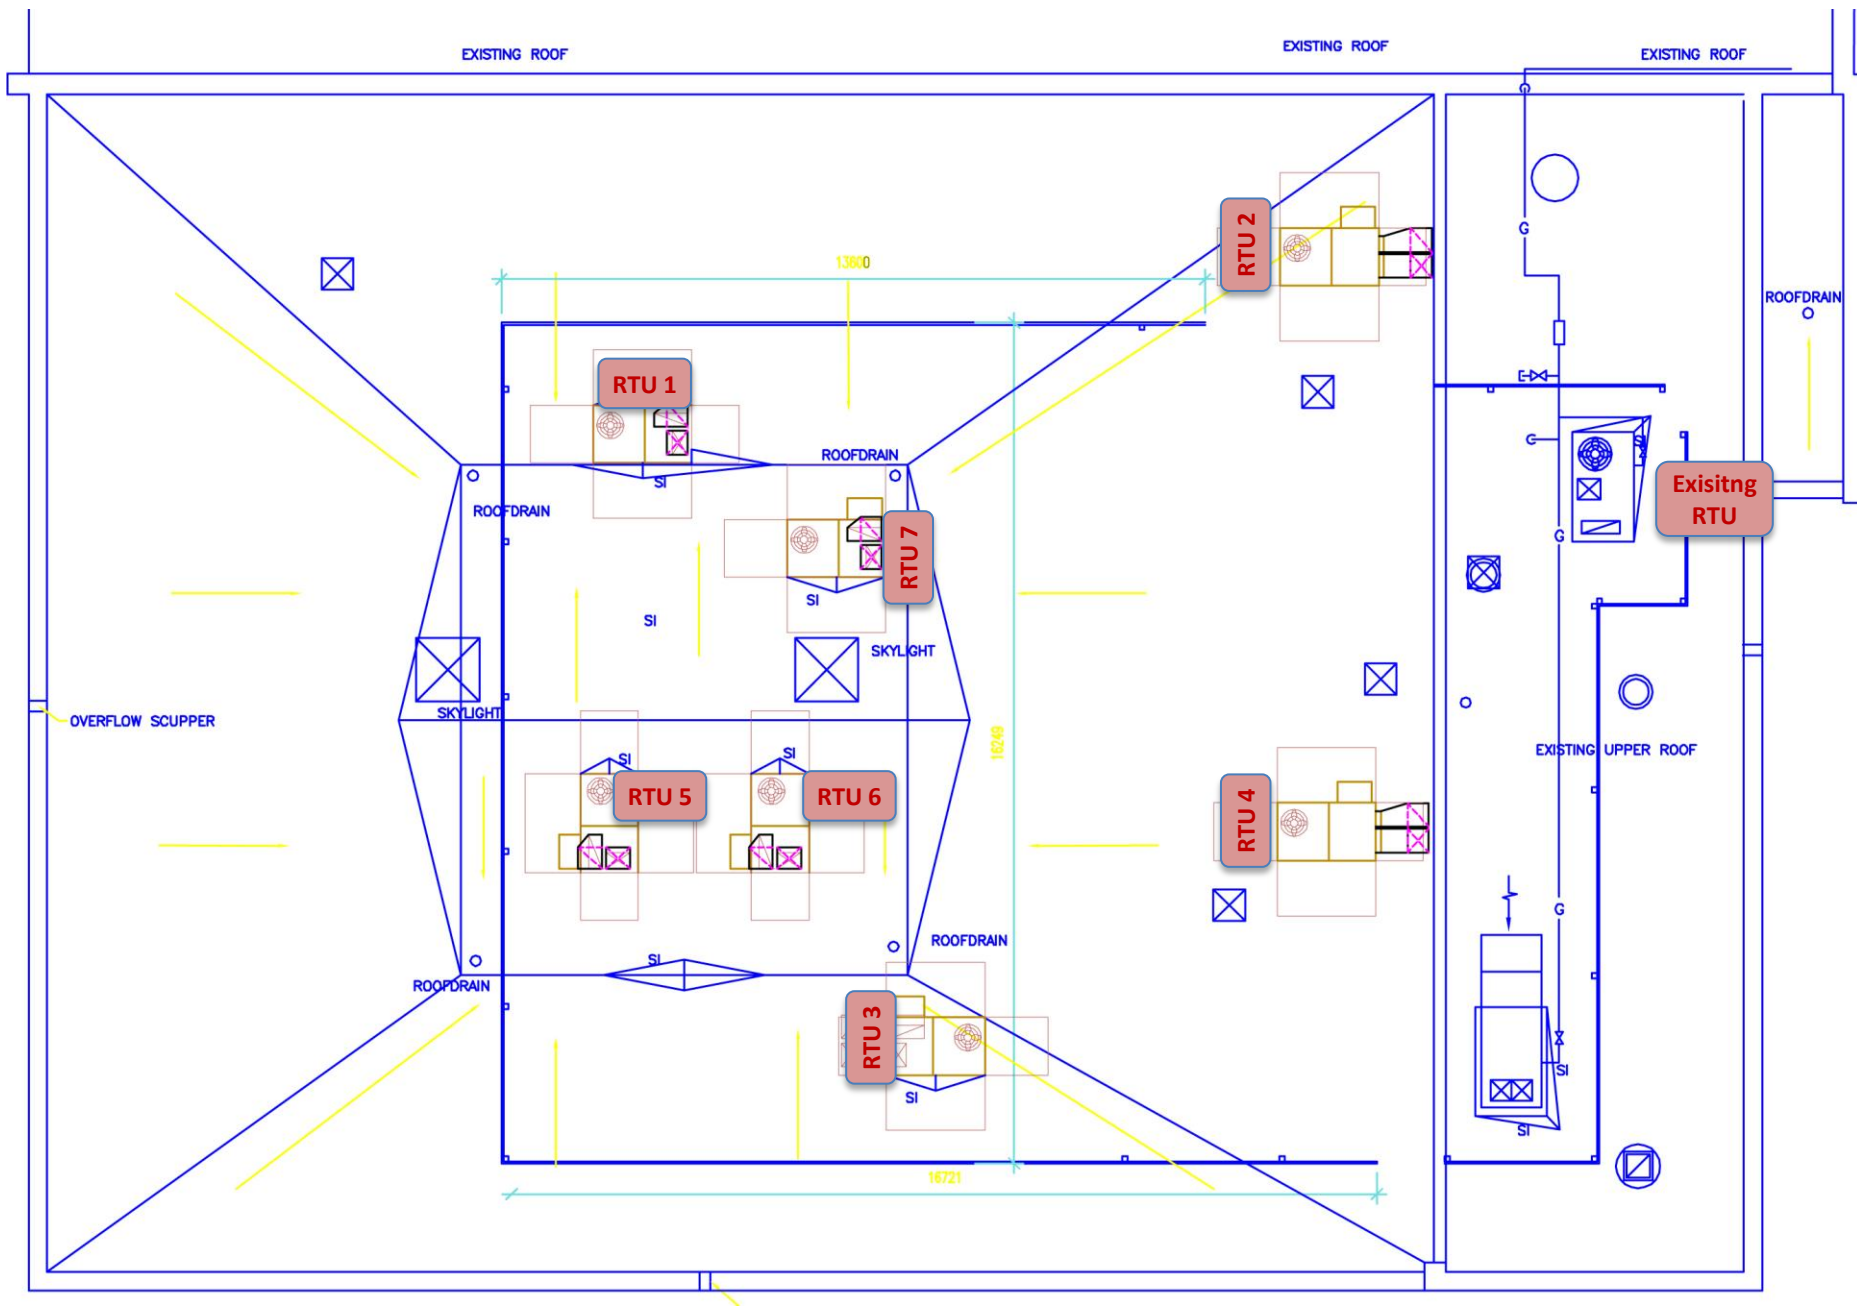 EXISTING ROOF
EXISTING ROOF
EXISTING ROOF
RTU 2
G
13600
ROOFDRAIN
RTU 1
ROOFDRAIN
SI
Exisitng
RTU
ROOFDRAIN
G
RTU 7
SI
SI
SKYLIGHT
SKYLIGHT
OVERFLOW SCUPPER
16249
EXISTING UPPER ROOF
SI
SI
RTU 5
RTU 6
RTU 4
G
ROOFDRAIN
SI
ROOFDRAIN
RTU 3
SI
SI
SI
16721